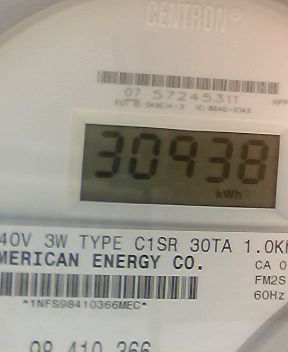 CENTRON®
07 57245311
30938
kWh
40V 3W TYPE C1SR 30TA 1.0K
MERICAN ENERGY CO.
CA 0
FM2S
60Hz
*1NFS98410366MEC*
98 410 366